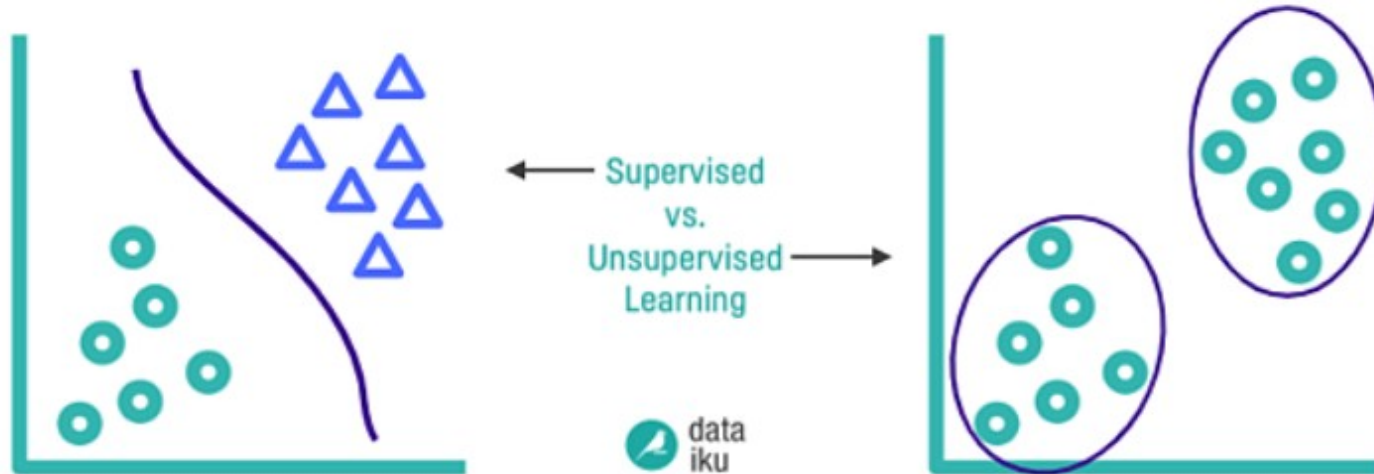 Supervised
vs.
Unsupervised
Learning
data
iku